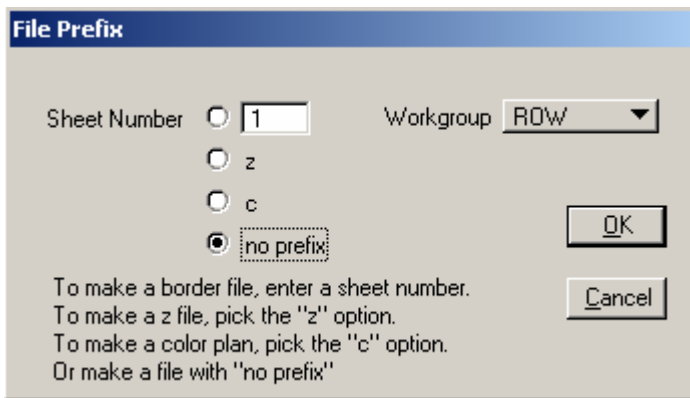 File Prefix
Sheet Number 1 Workgroup ROW
z
c
no prefix
OK
To make a border file, enter a sheet number.
To make a z file, pick the "z" option.
Cancel
To make a color plan, pick the "c" option.
Or make a file with "no prefix"